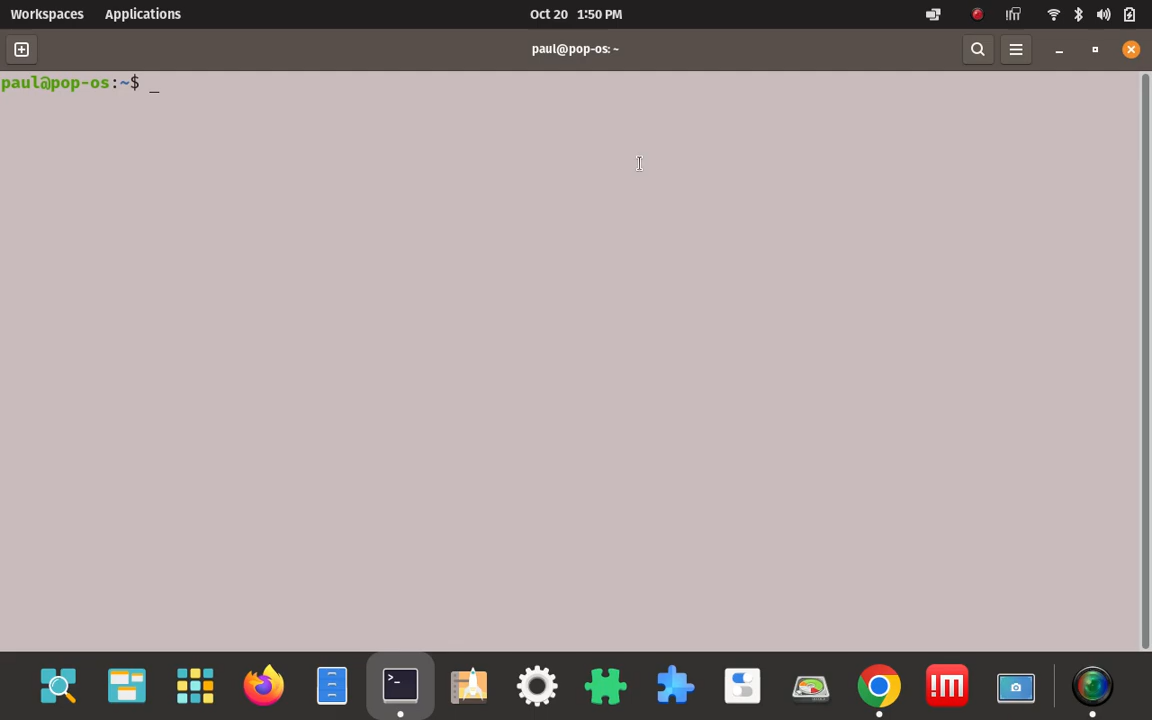 Workspaces Applications Oct 20 1:50 PM
paul@pop-os: ~
paul@pop-os:~$ _
>_
!M